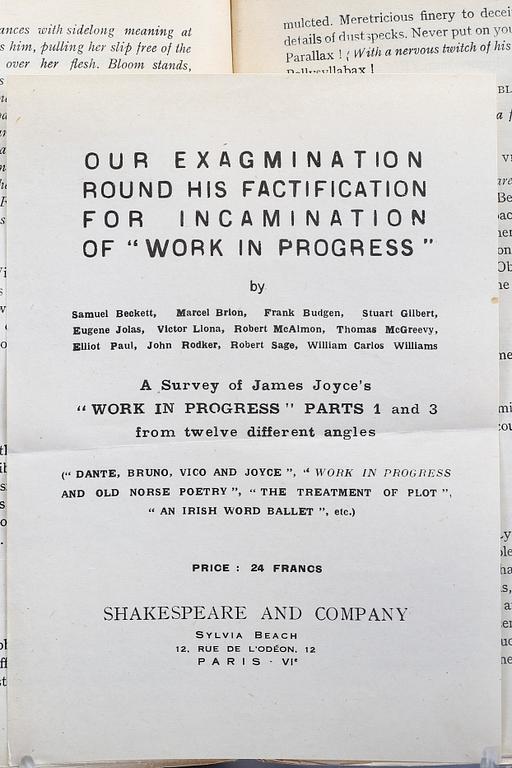 ances with sidelong meaning at
s him, pulling her slip free of the
over her flesh. Bloom stands,
mulcted. Meretricious finery to decei
details of dustspecks. Never put on you
Parallax ! ( With a nervous twitch of his
Pollysyllabax !
OUR EXAGMINATION
ROUND HIS FACTIFICATION
FOR INCAMINATION
OF “ WORK IN PROGRESS ”
by
Samuel Beckett, Marcel Brion, Frank Budgen, Stuart Gilbert,
Eugene Jolas, Victor Llona, Robert McAlmon, Thomas McGreevy,
Elliot Paul, John Rodker, Robert Sage, William Carlos Williams
A Survey of James Joyce's
“ WORK IN PROGRESS ” PARTS 1 and 3
from twelve different angles
(“ DANTE, BRUNO, VICO AND JOYCE ”, “ WORK IN PROGRESS
AND OLD NORSE POETRY ”, “ THE TREATMENT OF PLOT ”,
“ AN IRISH WORD BALLET ”, etc.)
PRICE : 24 FRANCS
SHAKESPEARE AND COMPANY
SYLVIA BEACH
12, RUE DE L'ODÉON, 12
PARIS - VIe